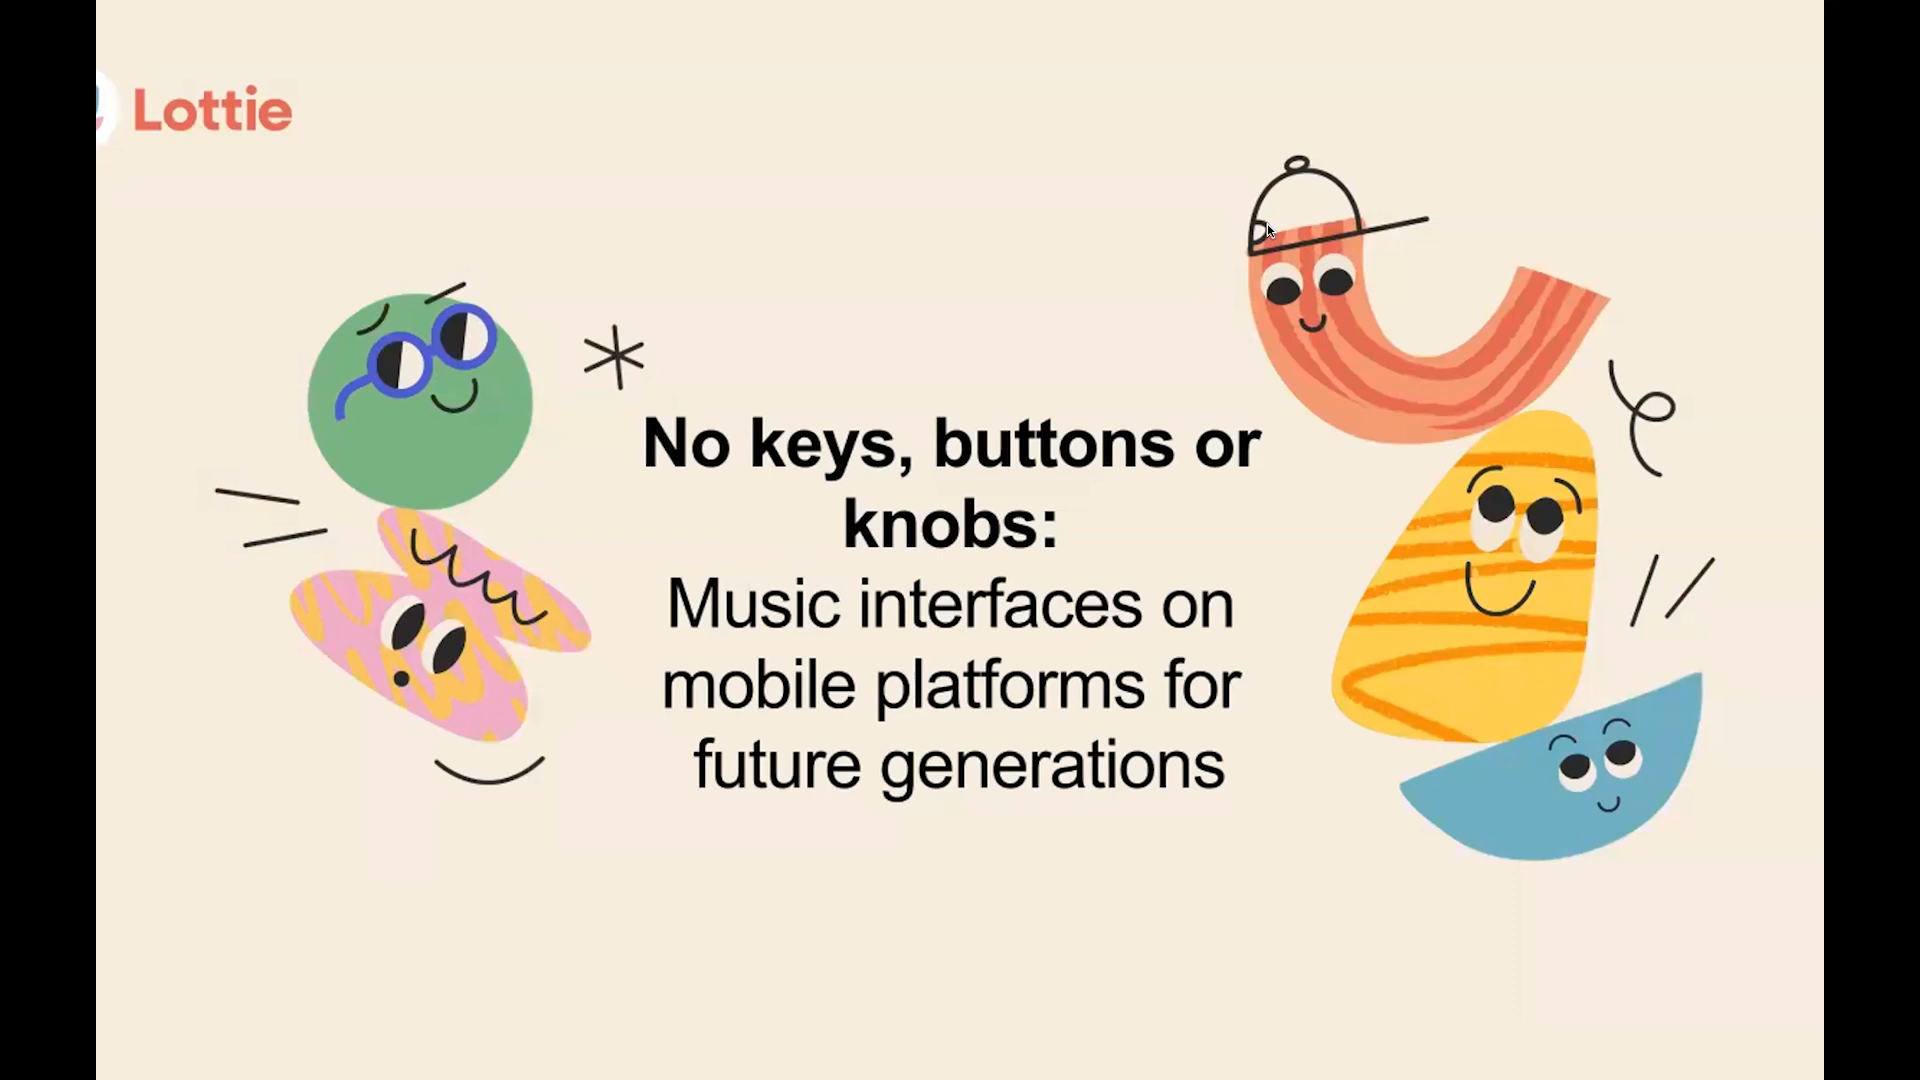 Lottie
No keys, buttons or
knobs:
Music interfaces on
mobile platforms for
future generations